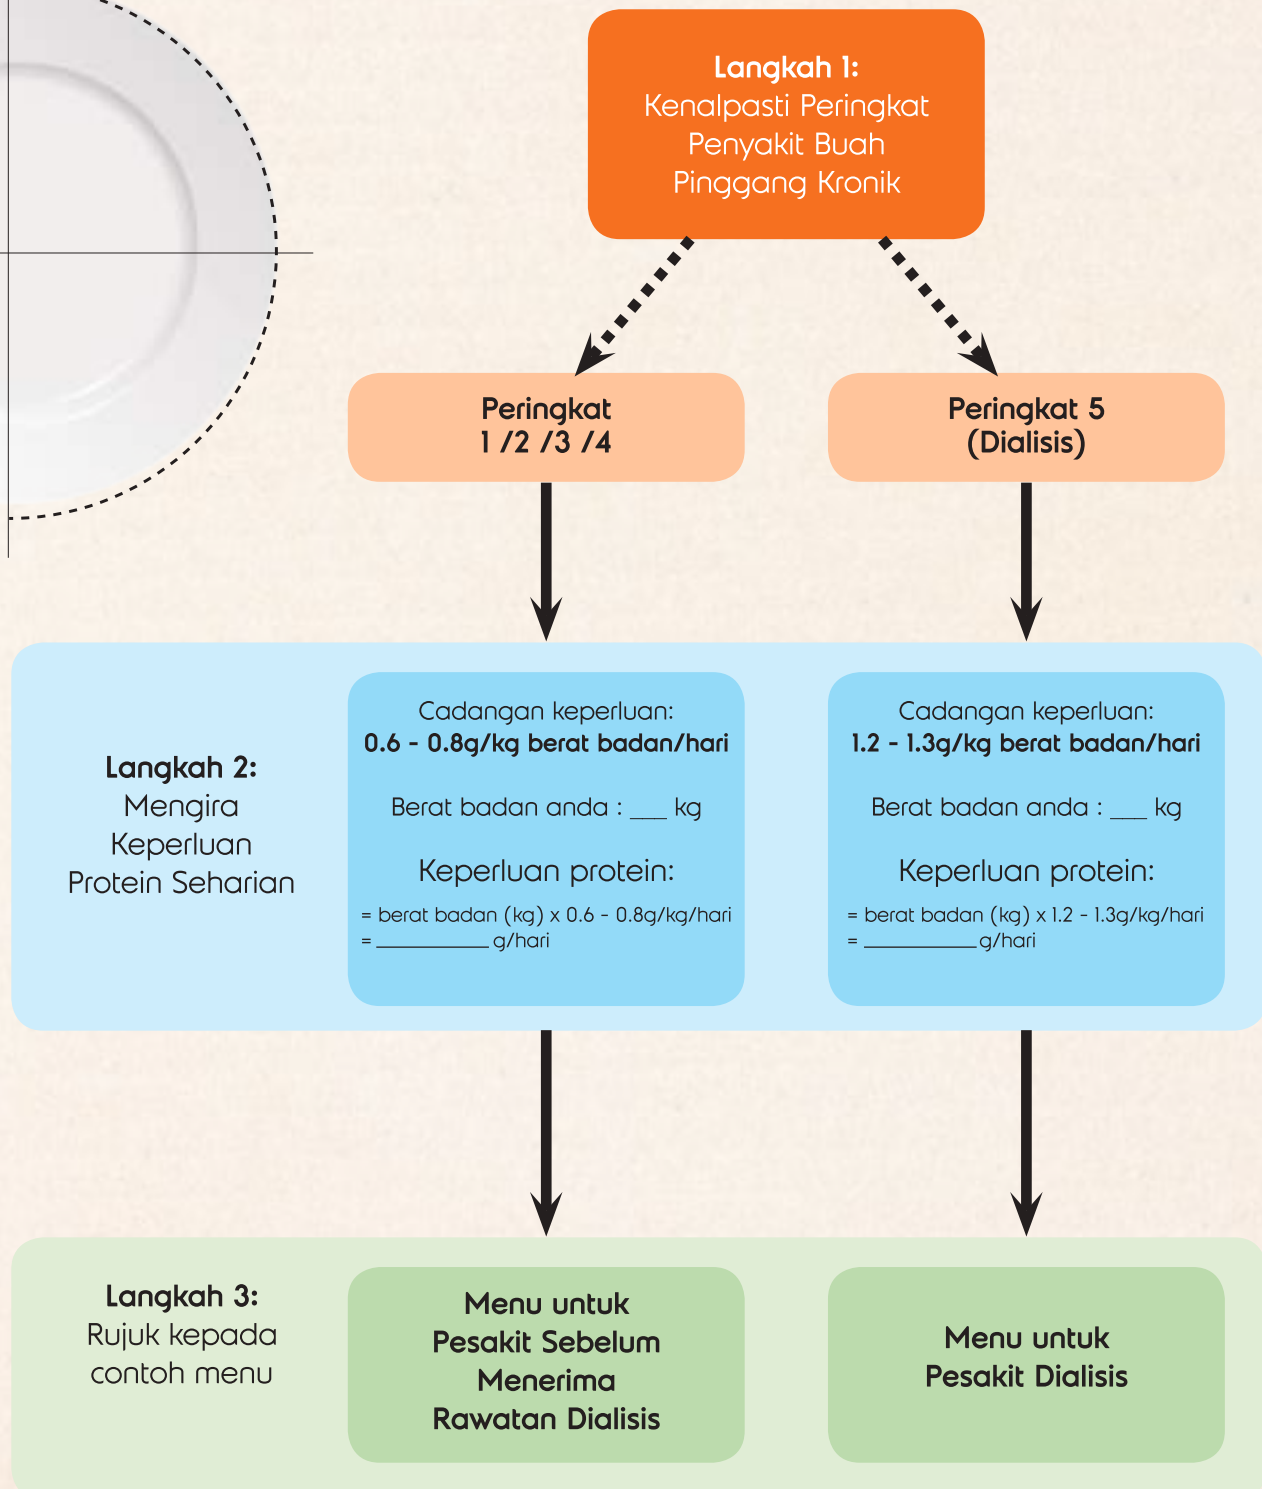 Langkah 1:
Kenalpasti Peringkat
Penyakit Buah
Pinggang Kronik
Peringkat
1 /2 /3 /4
Peringkat 5
(Dialisis)
Langkah 2:
Mengira
Keperluan
Protein Seharian
Cadangan keperluan:
0.6 - 0.8g/kg berat badan/hari
Berat badan anda : ___ kg
Keperluan protein:
= berat badan (kg) x 0.6 - 0.8g/kg/hari
= __________ g/hari
Cadangan keperluan:
1.2 - 1.3g/kg berat badan/hari
Berat badan anda : ___ kg
Keperluan protein:
= berat badan (kg) x 1.2 - 1.3g/kg/hari
= __________ g/hari
Langkah 3:
Rujuk kepada
contoh menu
Menu untuk
Pesakit Sebelum
Menerima
Rawatan Dialisis
Menu untuk
Pesakit Dialisis